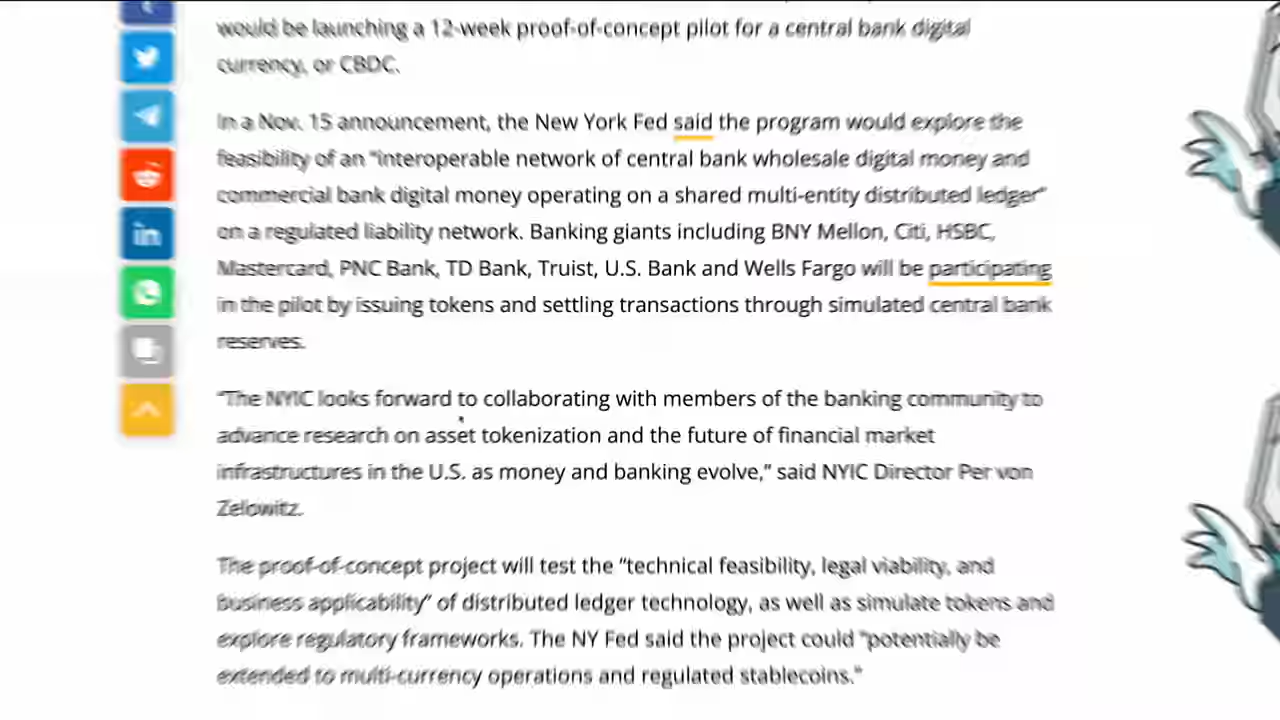 would be launching a 12-week proof-of-concept pilot for a central bank digital
currency, or CBDC.
In a Nov. 15 announcement, the New York Fed said the program would explore the
feasibility of an "interoperable network of central bank wholesale digital money and
commercial bank digital money operating on a shared multi-entity distributed ledger"
on a regulated liability network. Banking giants including BNY Mellon, Citi, HSBC,
Mastercard, PNC Bank, TD Bank, Truist, U.S. Bank and Wells Fargo will be participating
in the pilot by issuing tokens and settling transactions through simulated central bank
reserves.
"The NYIC looks forward to collaborating with members of the banking community to
advance research on asset tokenization and the future of financial market
infrastructures in the U.S. as money and banking evolve," said NYIC Director Per von
Zelowitz.
The proof-of-concept project will test the "technical feasibility, legal viability, and
business applicability" of distributed ledger technology, as well as simulate tokens and
explore regulatory frameworks. The NY Fed said the project could "potentially be
extended to multi-currency operations and regulated stablecoins."